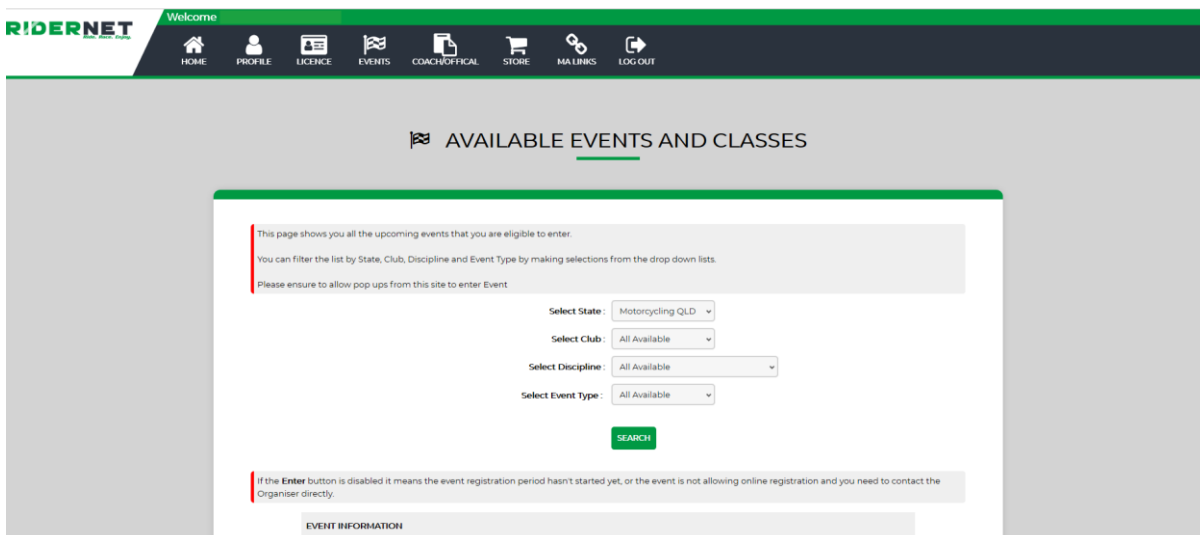 Welcome
RIDERNET
Ride. Race. Enjoy.
HOME
PROFILE
LICENCE
EVENTS
COACH/OFFICAL
STORE
MA LINKS
LOG OUT
AVAILABLE EVENTS AND CLASSES
This page shows you all the upcoming events that you are eligible to enter.
You can filter the list by State, Club, Discipline and Event Type by making selections from the drop down lists.
Please ensure to allow pop ups from this site to enter Event
Select State : Motorcycling QLD
Select Club : All Available
Select Discipline : All Available
Select Event Type : All Available
SEARCH
If the Enter button is disabled it means the event registration period hasn't started yet, or the event is not allowing online registration and you need to contact the
Organiser directly.
EVENT INFORMATION